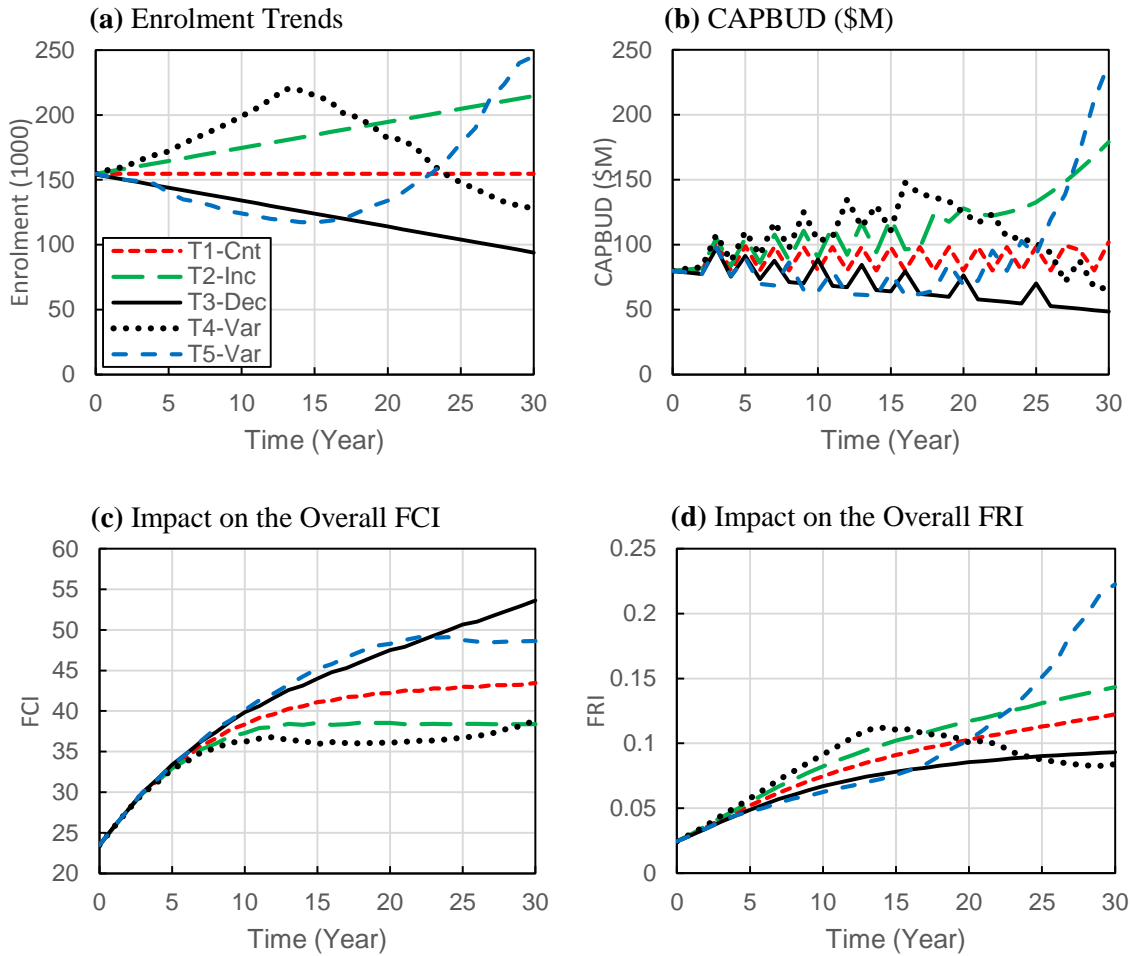 (a) Enrolment Trends
250
200
150
100
50
0
Enrolment (1000)
T1-Cnt
T2-Inc
T3-Dec
T4-Var
T5-Var
0 5 10 15 20 25 30
Time (Year)
(b) CAPBUD ($M)
250
200
150
100
50
0
CAPBUD ($M)
0 5 10 15 20 25 30
Time (Year)
(c) Impact on the Overall FCI
60
55
50
45
40
35
30
25
20
FCI
0 5 10 15 20 25 30
Time (Year)
(d) Impact on the Overall FRI
0.25
0.2
0.15
0.1
0.05
0
FRI
0 5 10 15 20 25 30
Time (Year)